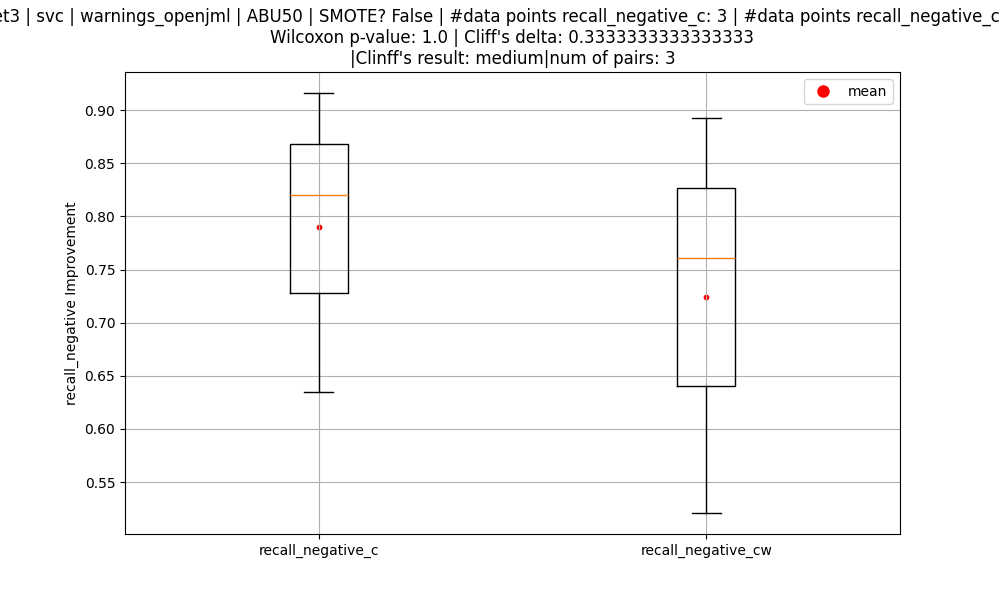 et3 | svc | warnings_openjml | ABU50 | SMOTE? False | #data points recall_negative_c: 3 | #data points recall_negative_c
Wilcoxon p-value: 1.0 | Cliff's delta: 0.3333333333333333
|Clinff's result: medium|num of pairs: 3
mean
0.90
0.85
0.80
0.75
0.70
0.65
0.60
0.55
recall_negative Improvement
recall_negative_c
recall_negative_cw